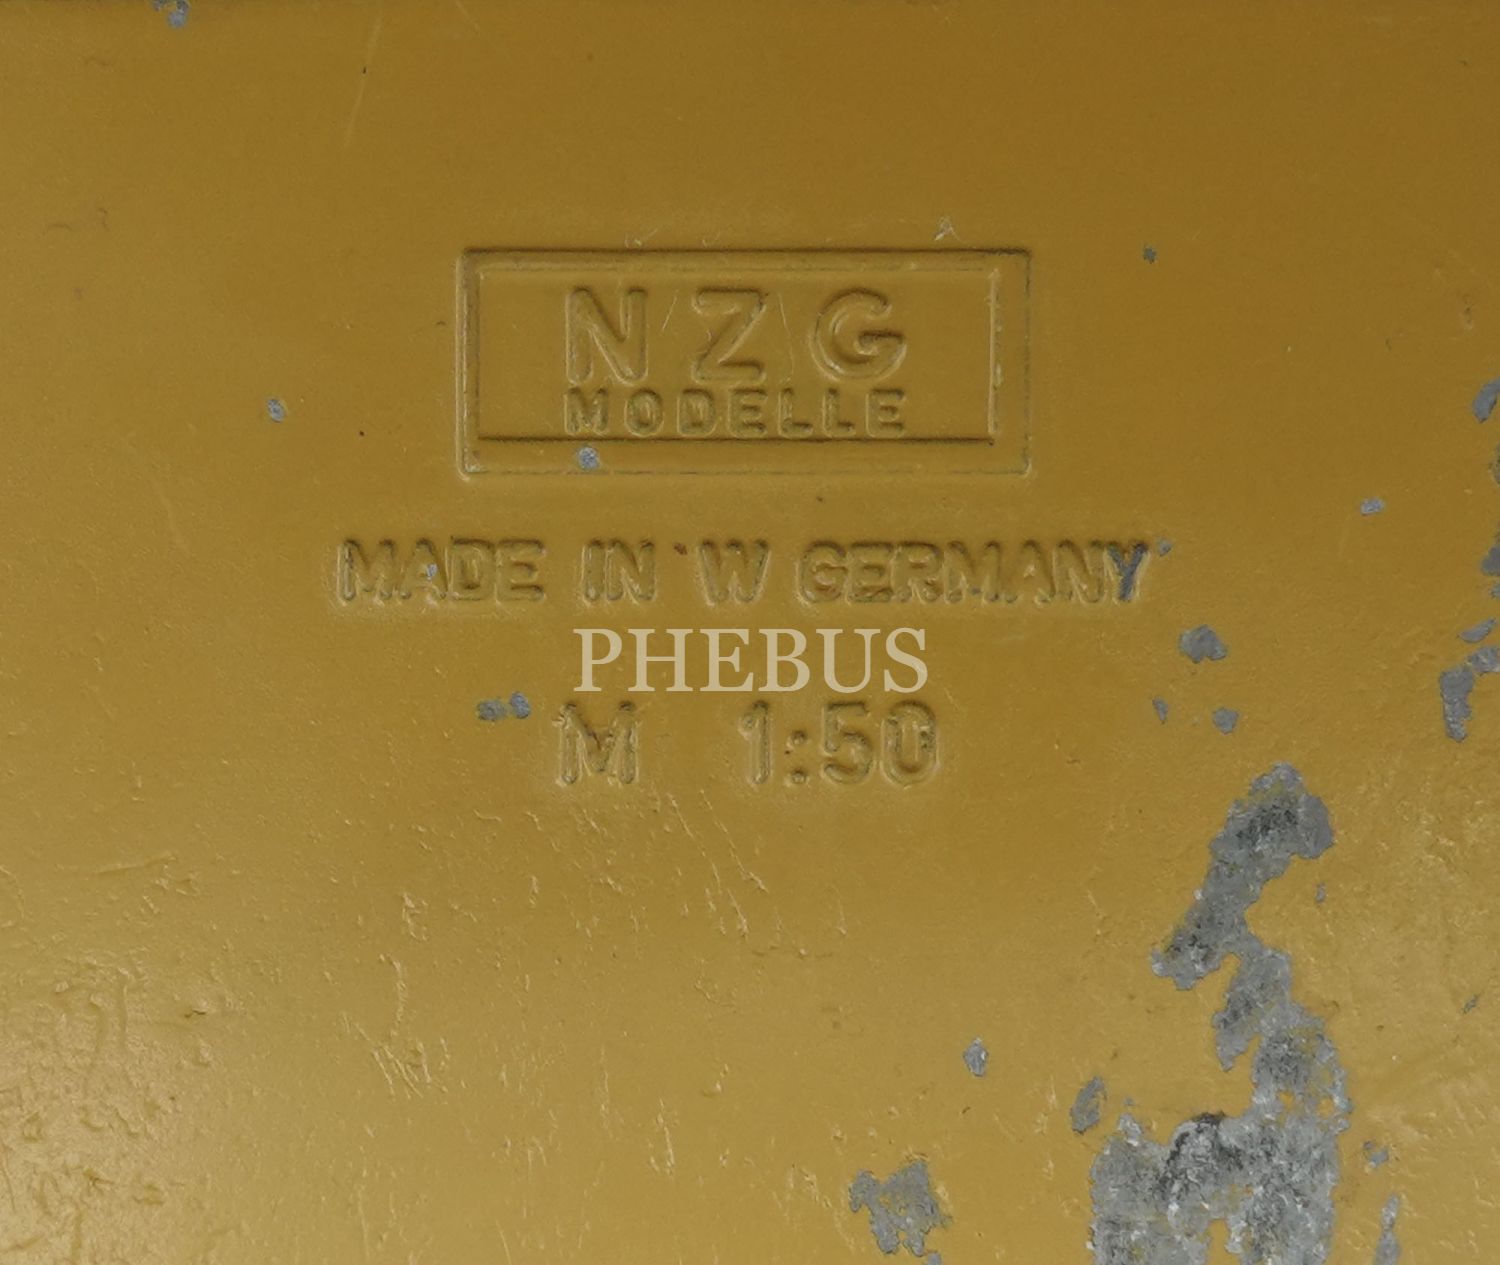 NZG
MODELLE
MADE IN W GERMANY
PHEBUS
M 1:50